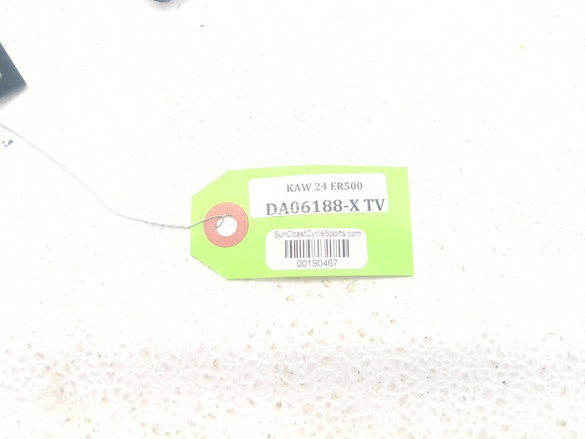 KAW 24 ER500
DA06188-X TV
SunCoastCycleSports.com
00190467